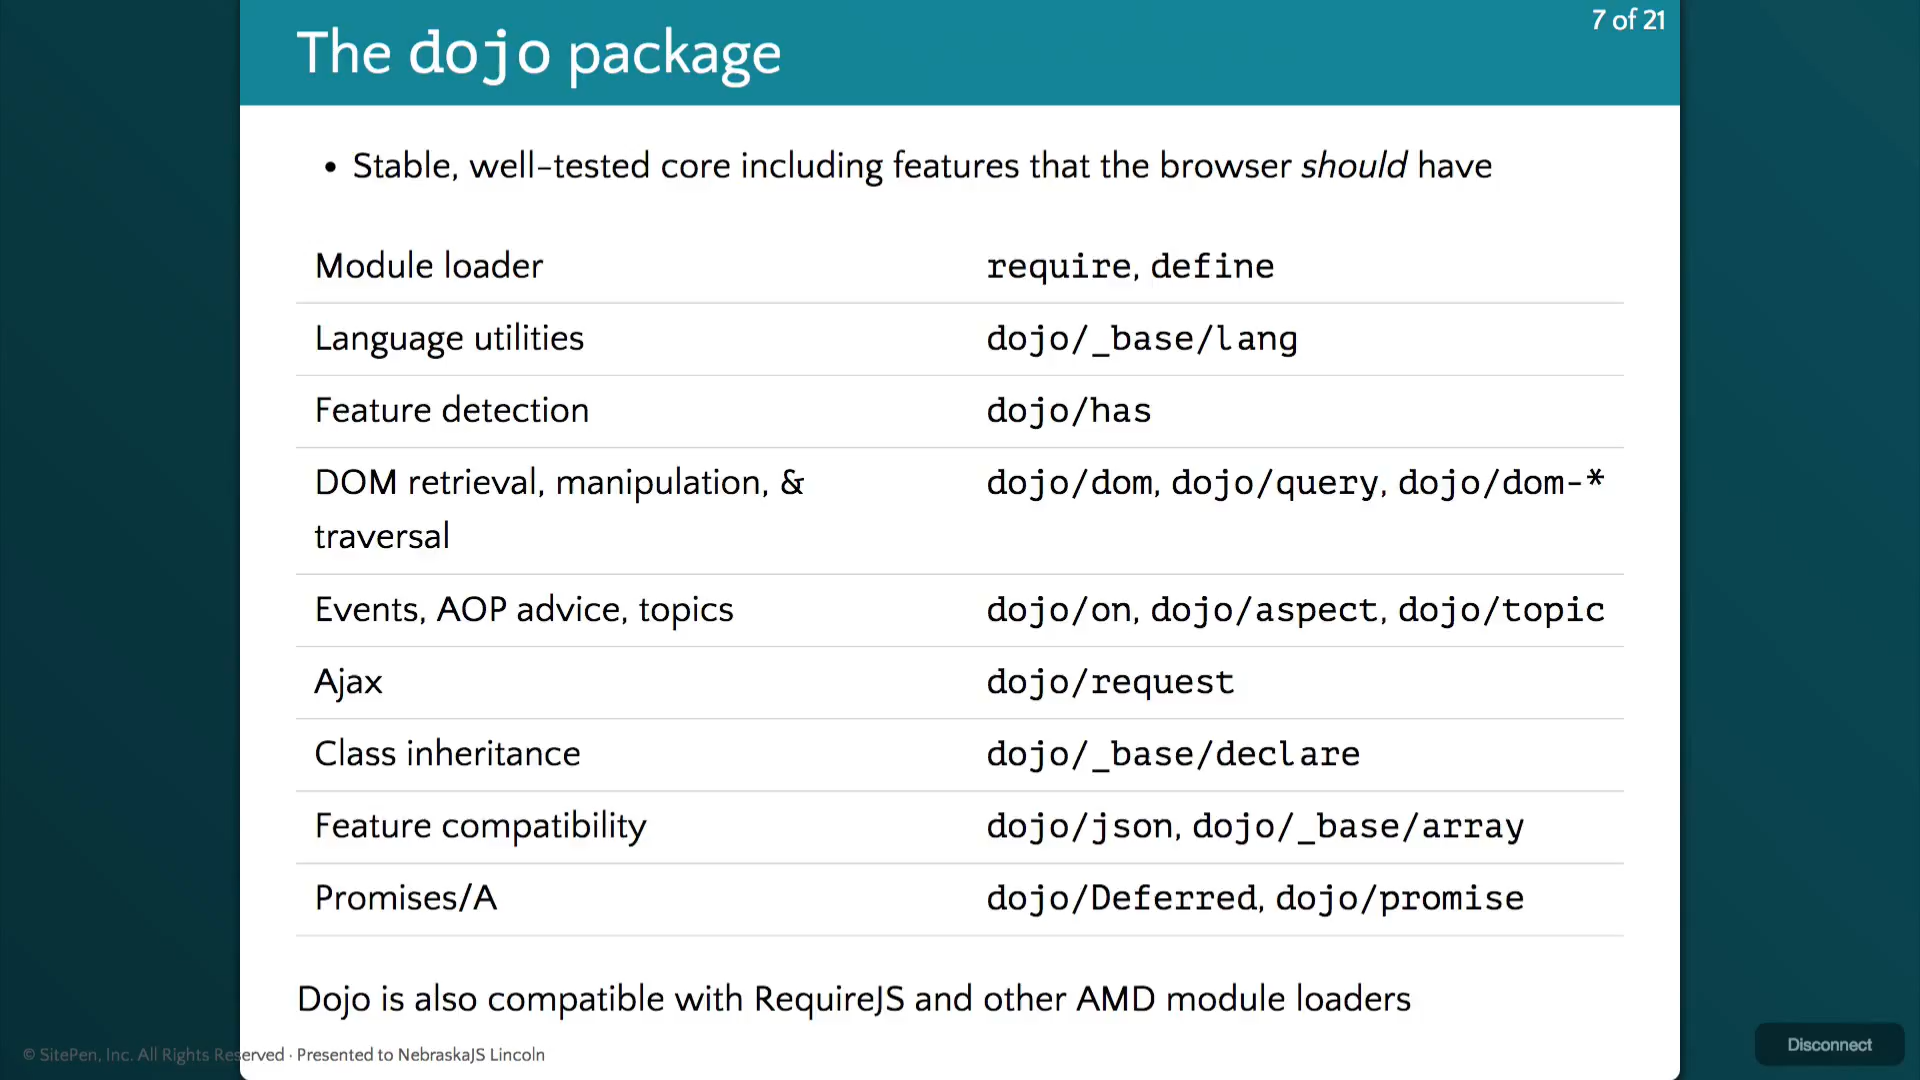 7 of 21
The dojo package
• Stable, well-tested core including features that the browser should have
Module loader require, define
Language utilities dojo/_base/lang
Feature detection dojo/has
DOM retrieval, manipulation, & dojo/dom, dojo/query, dojo/dom-*
traversal
Events, AOP advice, topics dojo/on, dojo/aspect, dojo/topic
Ajax dojo/request
Class inheritance dojo/_base/declare
Feature compatibility dojo/json, dojo/_base/array
Promises/A dojo/Deferred, dojo/promise
Dojo is also compatible with RequireJS and other AMD module loaders
© SitePen, Inc. All Rights Reserved · Presented to NebraskaJS Lincoln
Disconnect